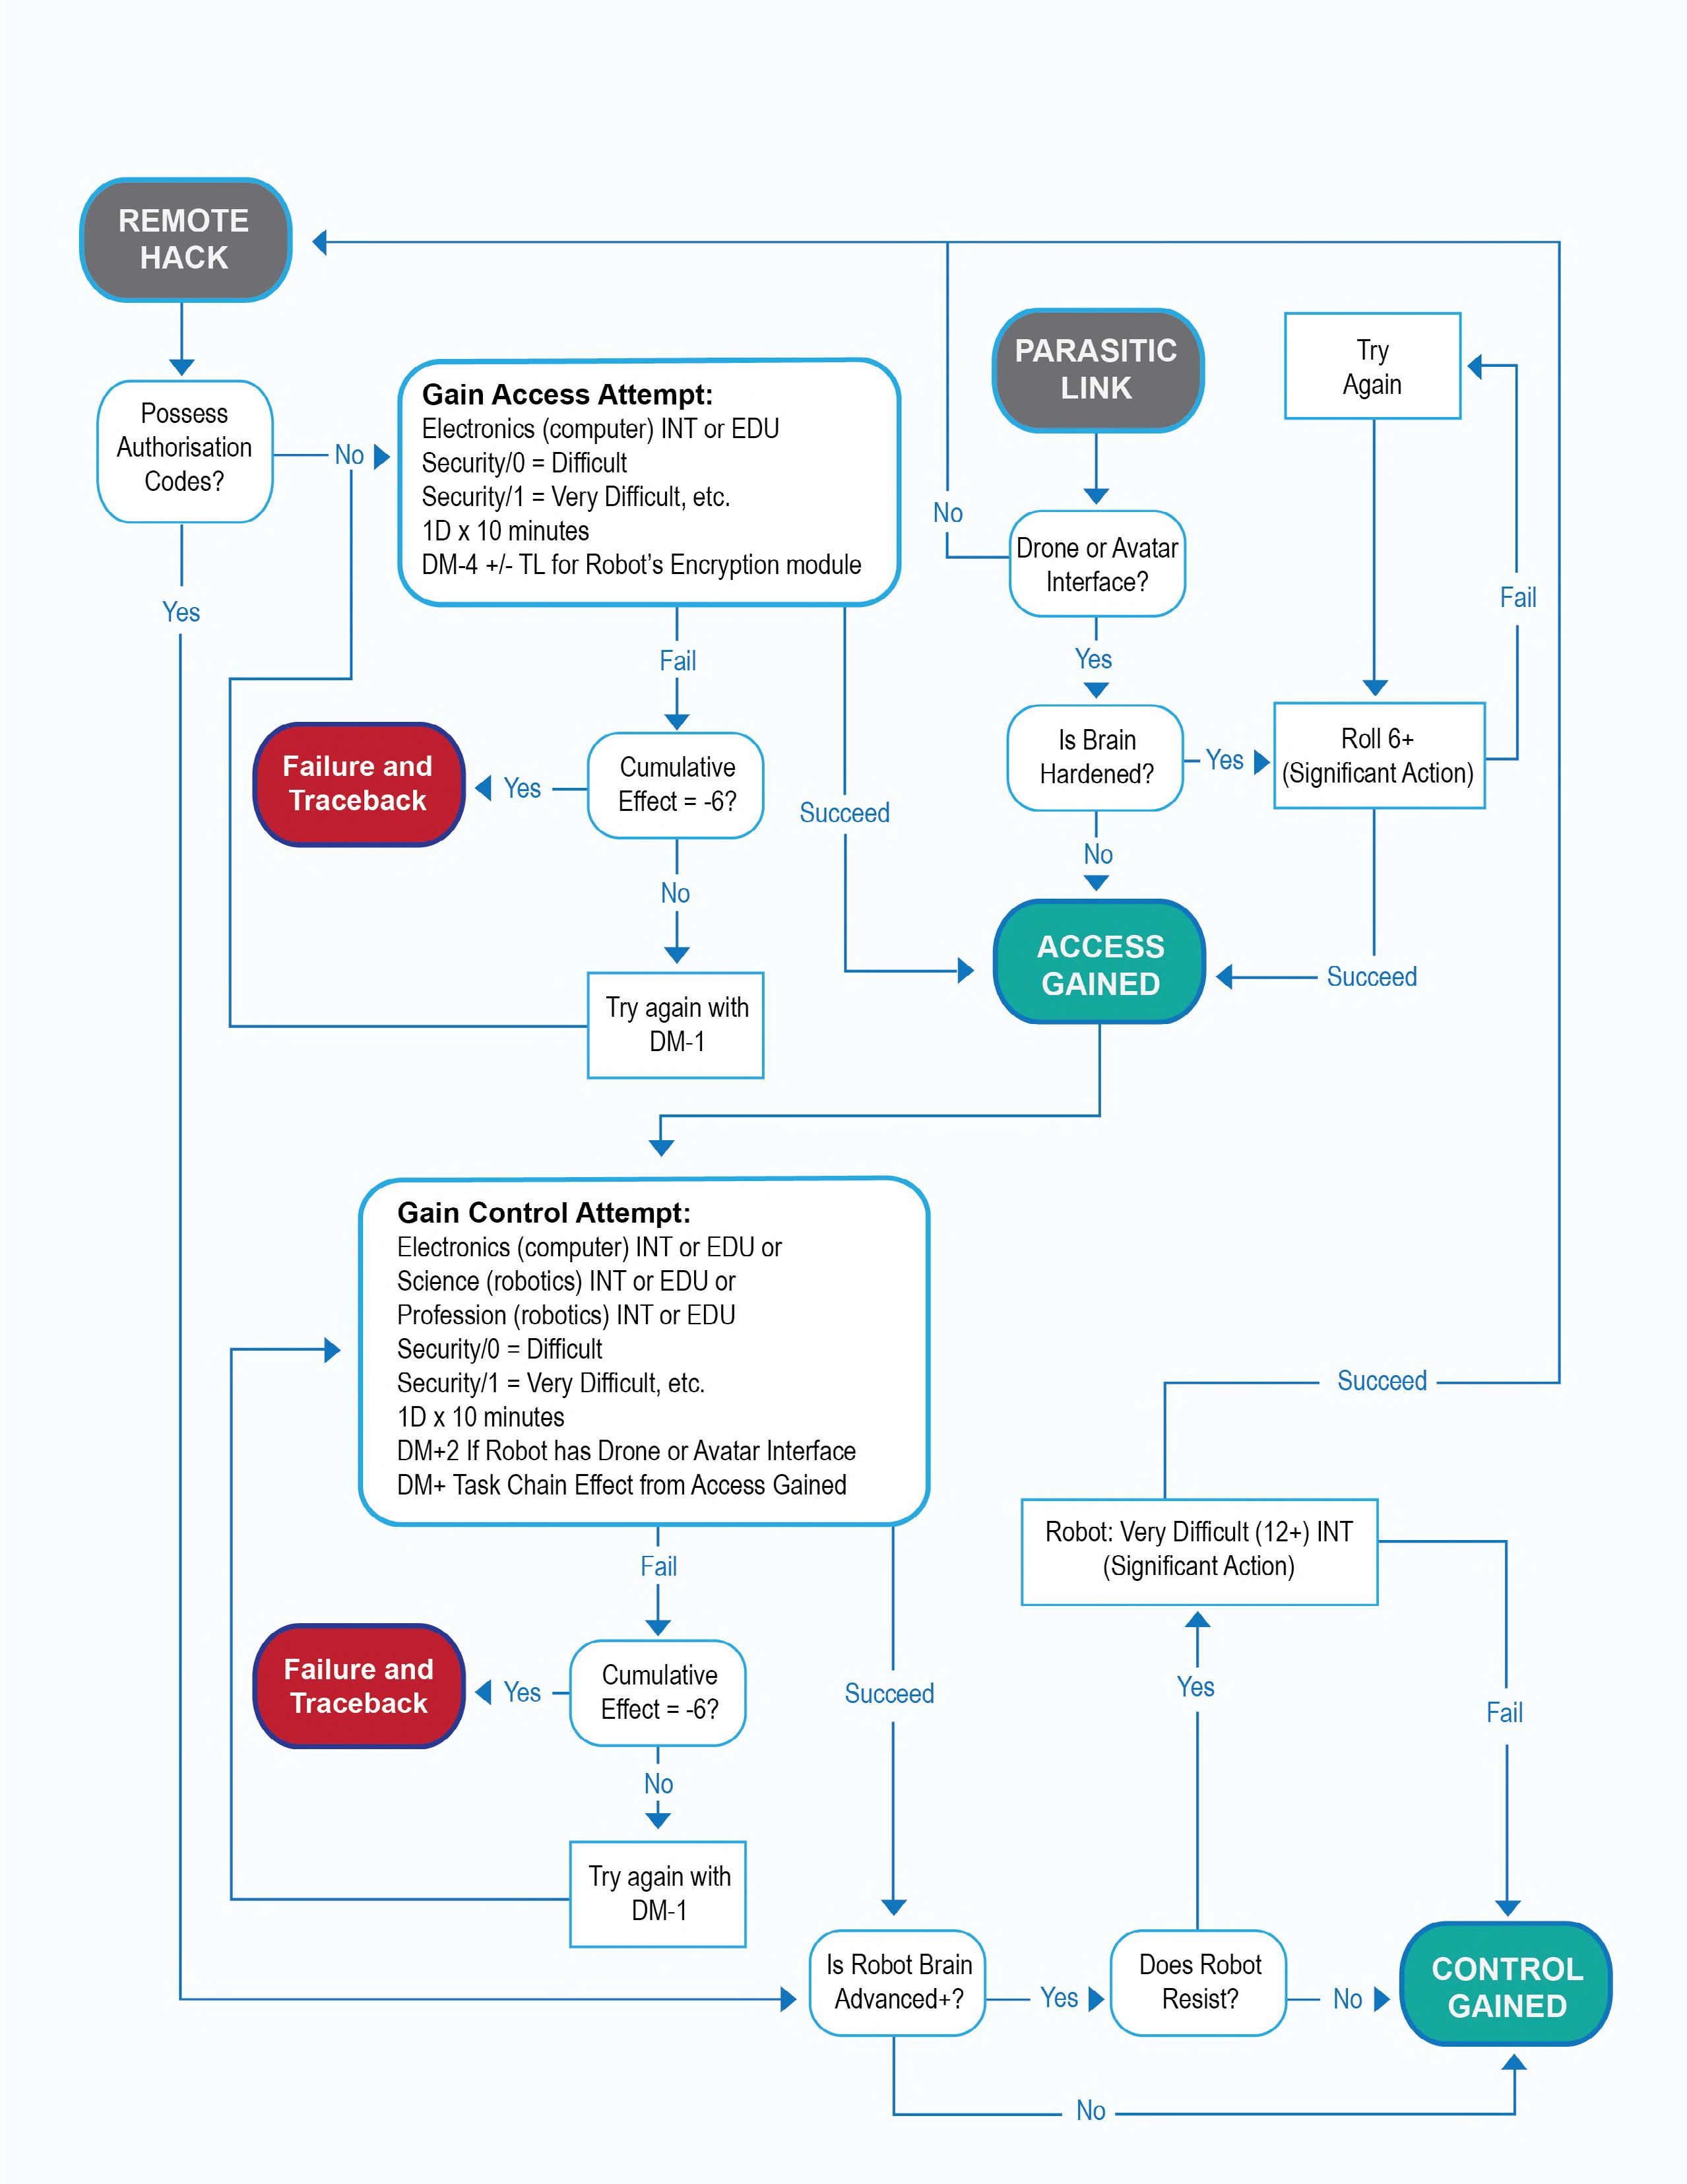 REMOTE
HACK
Possess
Authorisation
Codes?
No
Yes
Gain Access Attempt:
Electronics (computer) INT or EDU
Security/0 = Difficult
Security/1 = Very Difficult, etc.
1D x 10 minutes
DM-4 +/- TL for Robot’s Encryption module
Fail
Succeed
Cumulative
Effect = -6?
Yes
Failure and
Traceback
No
Try again with
DM-1
PARASITIC
LINK
Drone or Avatar
Interface?
No
Yes
Is Brain
Hardened?
Yes
No
Try
Again
Roll 6+
(Significant Action)
Fail
Succeed
ACCESS
GAINED
Gain Control Attempt:
Electronics (computer) INT or EDU or
Science (robotics) INT or EDU or
Profession (robotics) INT or EDU
Security/0 = Difficult
Security/1 = Very Difficult, etc.
1D x 10 minutes
DM+2 If Robot has Drone or Avatar Interface
DM+ Task Chain Effect from Access Gained
Fail
Succeed
Cumulative
Effect = -6?
Yes
Failure and
Traceback
No
Try again with
DM-1
Is Robot Brain
Advanced+?
Yes
No
Does Robot
Resist?
Yes
No
Robot: Very Difficult (12+) INT
(Significant Action)
Succeed
Fail
CONTROL
GAINED